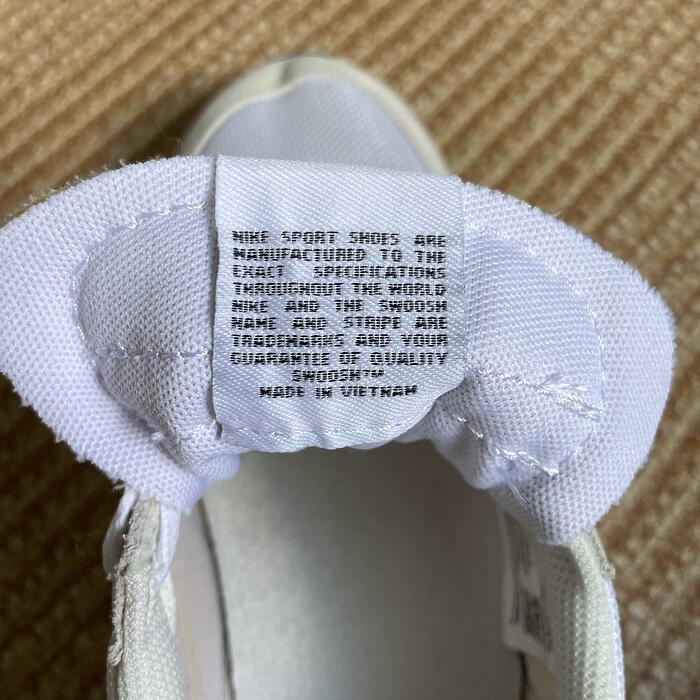 NIKE SPORT SHOES ARE
MANUFACTURED TO THE
EXACT SPECIFICATIONS
THROUGHOUT THE WORLD
NIKE AND THE SWOOSH
NAME AND STRIPE ARE
TRADEMARKS AND YOUR
GUARANTEE OF QUALITY
SWOOSH™
MADE IN VIETNAM